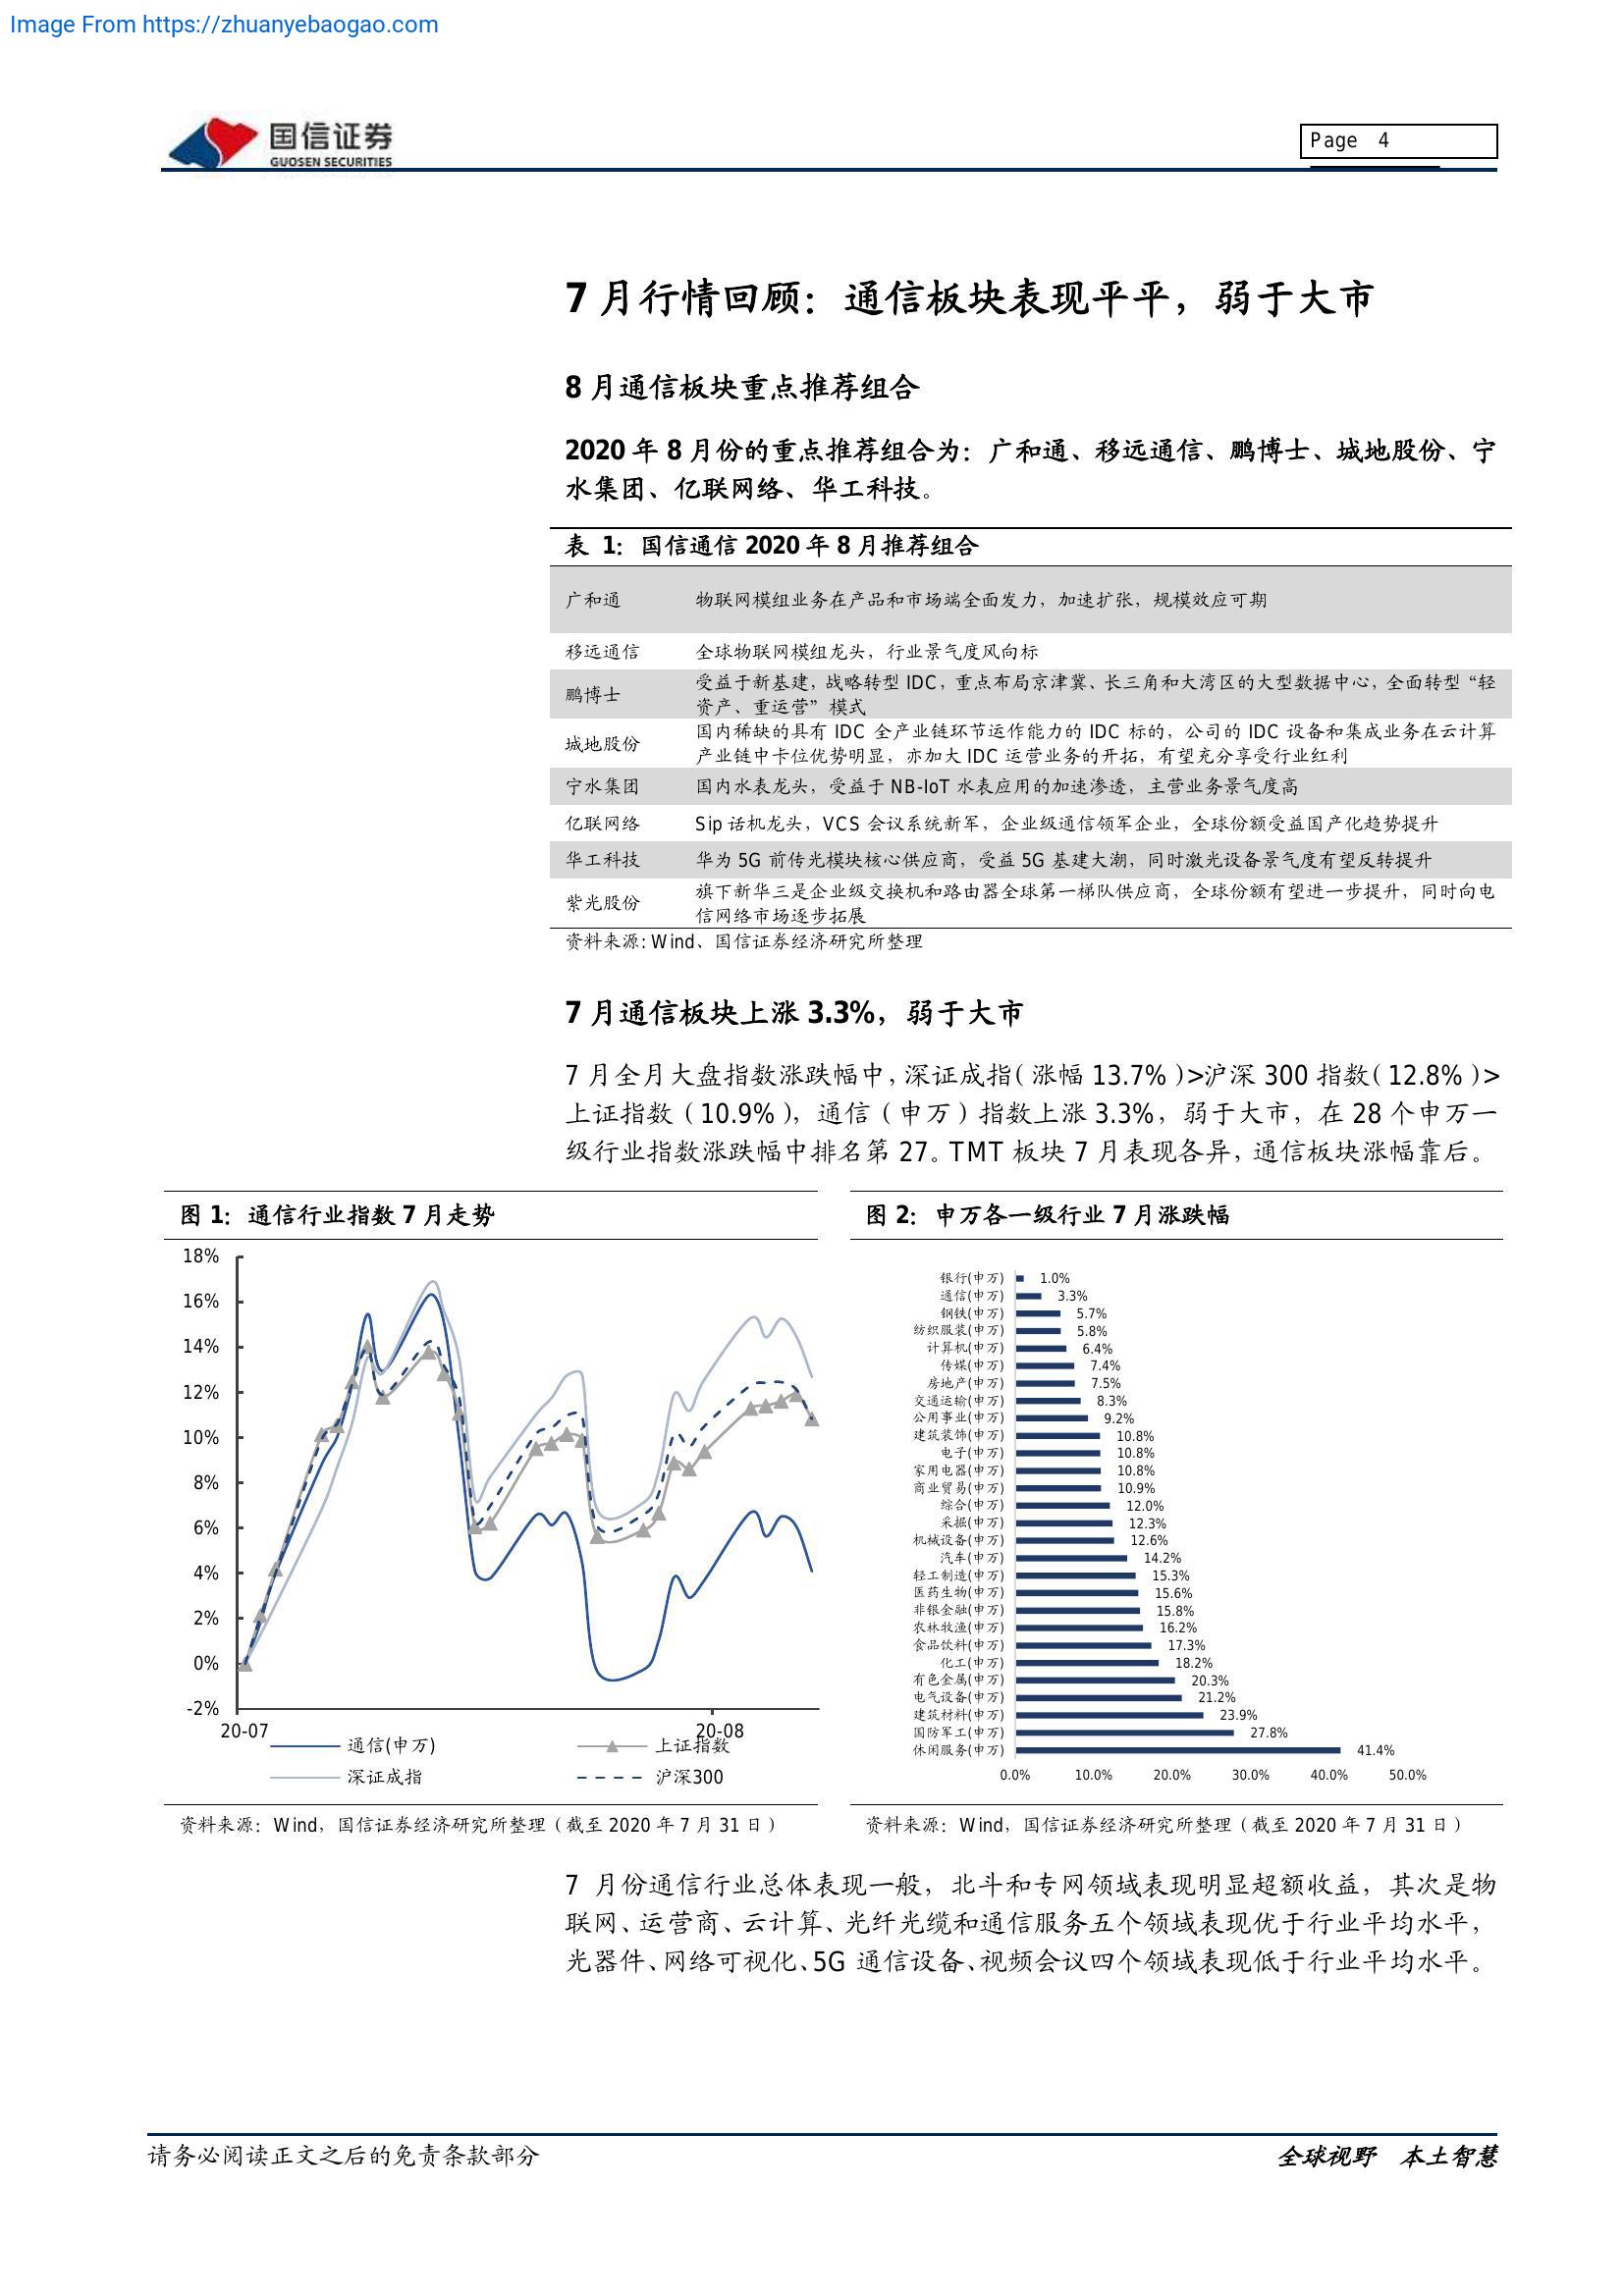 Image From https://zhuanyebaogao.com
国信证券
GUOSEN SECURITIES
Page 4
7 月行情回顾：通信板块表现平平，弱于大市
8 月通信板块重点推荐组合
2020 年 8 月份的重点推荐组合为：广和通、移远通信、鹏博士、城地股份、宁
水集团、亿联网络、华工科技。
表 1：国信通信 2020 年 8 月推荐组合
广和通 物联网模组业务在产品和市场端全面发力，加速扩张，规模效应可期
移远通信 全球物联网模组龙头，行业景气度风向标
鹏博士 受益于新基建，战略转型 IDC，重点布局京津冀、长三角和大湾区的大型数据中心，全面转型“轻
资产、重运营”模式
城地股份 国内稀缺的具有 IDC 全产业链环节运作能力的 IDC 标的，公司的 IDC 设备和集成业务在云计算
产业链中卡位优势明显，亦加大 IDC 运营业务的开拓，有望充分享受行业红利
宁水集团 国内水表龙头，受益于 NB-IoT 水表应用的加速渗透，主营业务景气度高
亿联网络 Sip 话机龙头，VCS 会议系统新军，企业级通信领军企业，全球份额受益国产化趋势提升
华工科技 华为 5G 前传光模块核心供应商，受益 5G 基建大潮，同时激光设备景气度有望反转提升
紫光股份 旗下新华三是企业级交换机和路由器全球第一梯队供应商，全球份额有望进一步提升，同时向电
信网络市场逐步拓展
资料来源：Wind、国信证券经济研究所整理
7 月通信板块上涨 3.3%，弱于大市
7 月全月大盘指数涨跌幅中，深证成指（涨幅 13.7%）>沪深 300 指数（12.8%）>
上证指数（10.9%），通信（申万）指数上涨 3.3%，弱于大市，在 28 个申万一
级行业指数涨跌幅中排名第 27。TMT 板块 7 月表现各异，通信板块涨幅靠后。
图 1：通信行业指数 7 月走势
18%
16%
14%
12%
10%
8%
6%
4%
2%
0%
-2%
20-07 20-08
通信(申万) 上证指数
深证成指 沪深300
资料来源：Wind，国信证券经济研究所整理（截至 2020 年 7 月 31 日）
图 2：申万各一级行业 7 月涨跌幅
银行(申万) 1.0%
通信(申万) 3.3%
钢铁(申万) 5.7%
纺织服装(申万) 5.8%
计算机(申万) 6.4%
传媒(申万) 7.4%
房地产(申万) 7.5%
交通运输(申万) 8.3%
公用事业(申万) 9.2%
建筑装饰(申万) 10.8%
电子(申万) 10.8%
家用电器(申万) 10.8%
商业贸易(申万) 10.9%
综合(申万) 12.0%
采掘(申万) 12.3%
机械设备(申万) 12.6%
汽车(申万) 14.2%
轻工制造(申万) 15.3%
医药生物(申万) 15.6%
非银金融(申万) 15.8%
农林牧渔(申万) 16.2%
食品饮料(申万) 17.3%
化工(申万) 18.2%
有色金属(申万) 20.3%
电气设备(申万) 21.2%
建筑材料(申万) 23.9%
国防军工(申万) 27.8%
休闲服务(申万) 41.4%
0.0% 10.0% 20.0% 30.0% 40.0% 50.0%
资料来源：Wind，国信证券经济研究所整理（截至 2020 年 7 月 31 日）
7 月份通信行业总体表现一般，北斗和专网领域表现明显超额收益，其次是物
联网、运营商、云计算、光纤光缆和通信服务五个领域表现优于行业平均水平，
光器件、网络可视化、5G 通信设备、视频会议四个领域表现低于行业平均水平。
请务必阅读正文之后的免责条款部分
全球视野 本土智慧